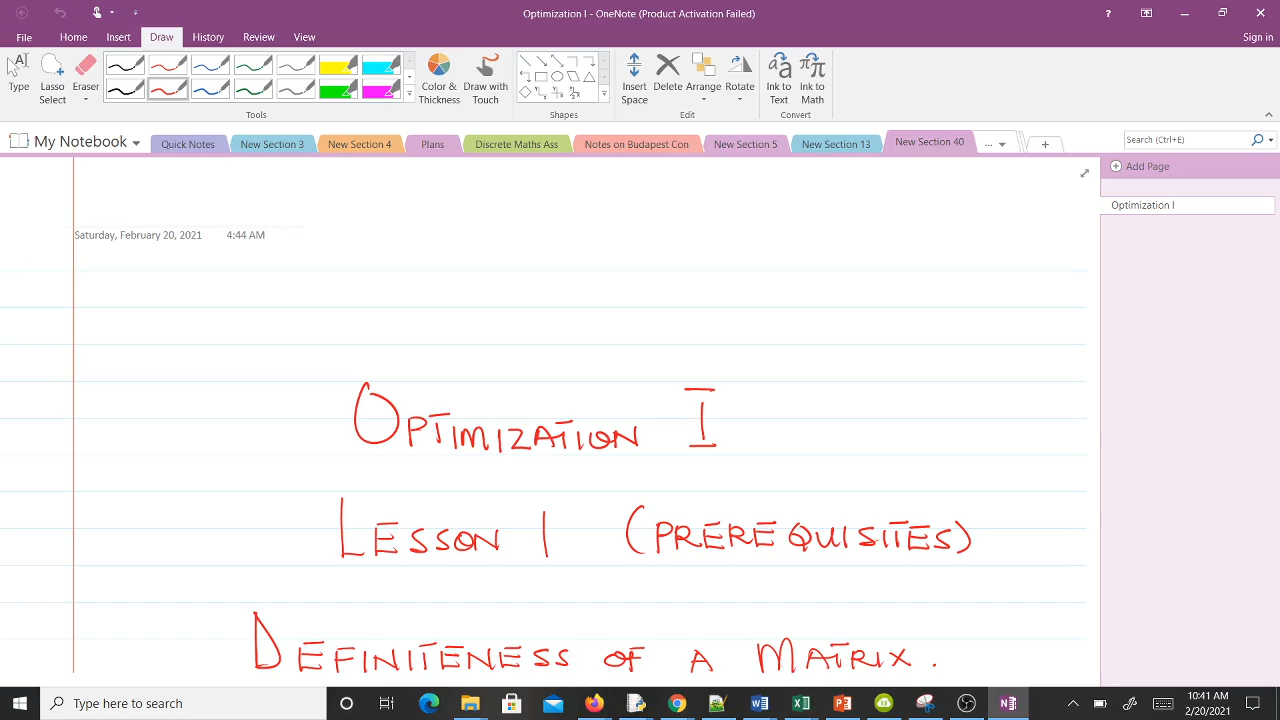 Optimization I - OneNote (Product Activation Failed)
?
Sign in
File Home Insert Draw History Review View
Type
Lasso Select
Eraser
Color & Thickness
Draw with Touch
Insert Space
Delete
Arrange
Rotate
Ink to Text
Ink to Math
Tools
Shapes
Edit
Convert
My Notebook
Quick Notes
New Section 3
New Section 4
Plans
Discrete Maths Ass
Notes on Budapest Con
New Section 5
New Section 13
New Section 40
...
Search (Ctrl+E)
Add Page
Optimization I
Saturday, February 20, 2021 4:44 AM
OPTIMIZATION I
LESSON 1 (PREREQUISITES)
DEFINITENESS OF A MATRIX.
Type here to search
10:41 AM
2/20/2021